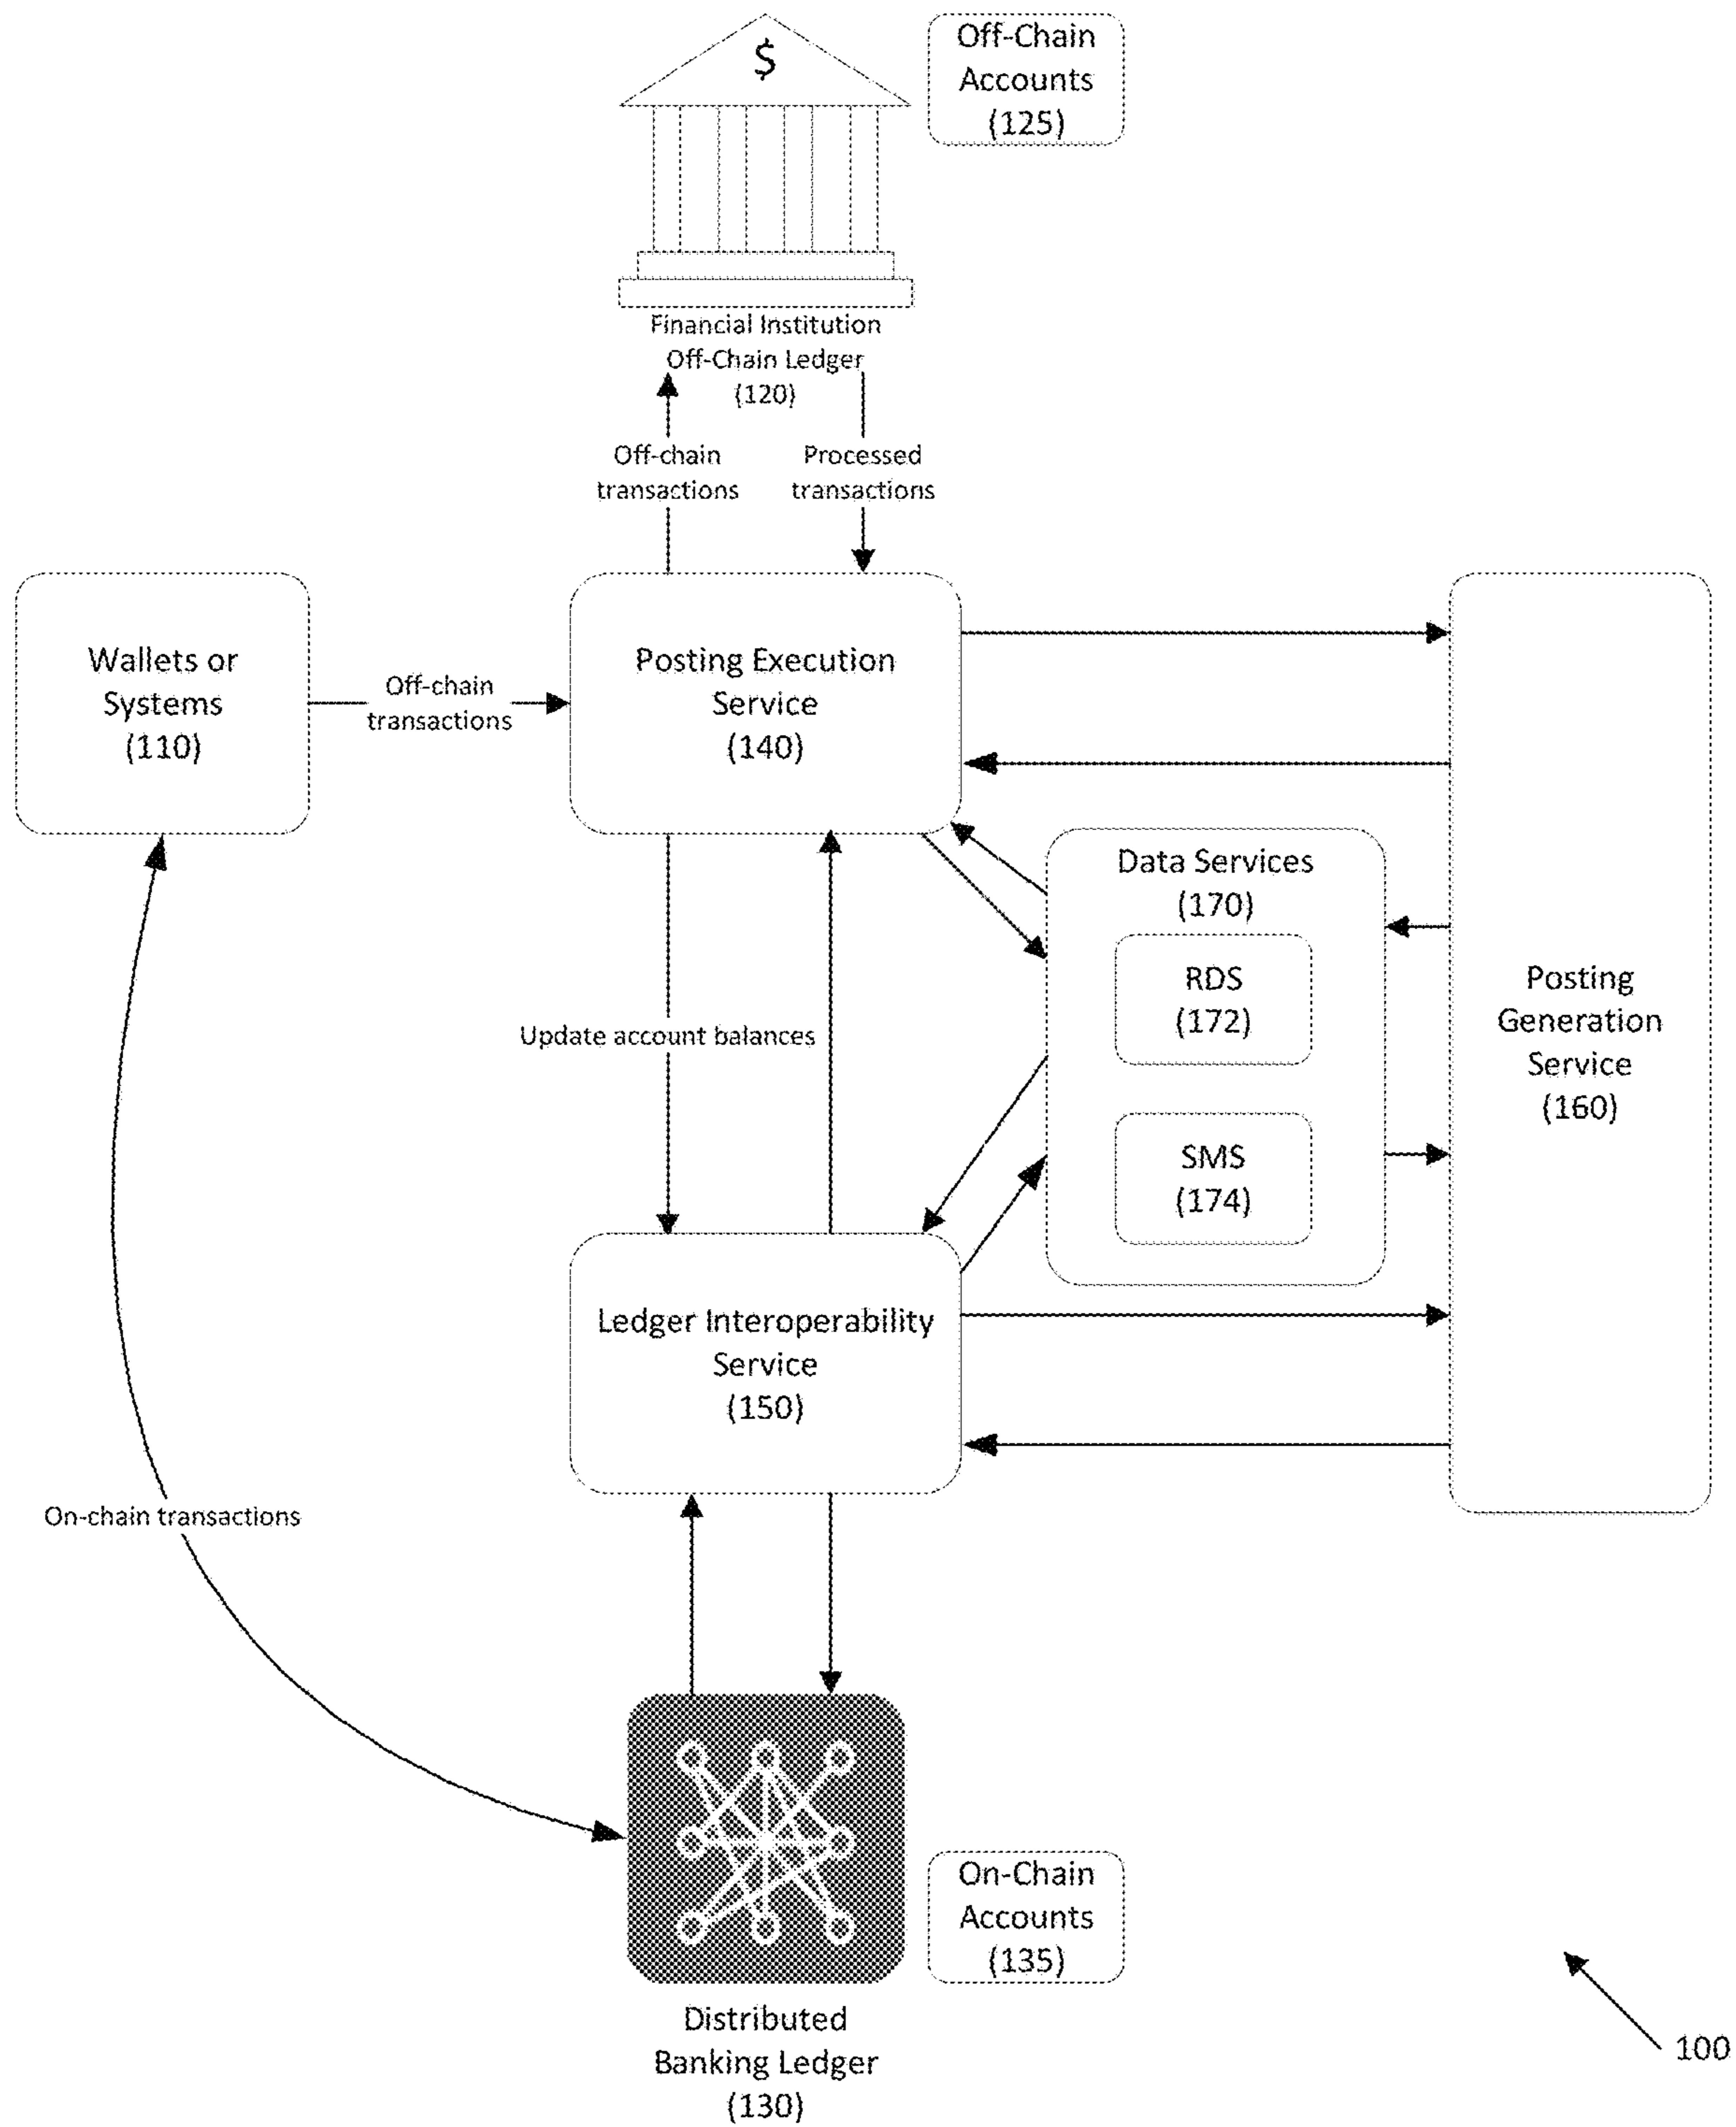 $
Off-Chain
Accounts
(125)
Financial Institution
Off-Chain Ledger
(120)
Off-chain
transactions
Processed
transactions
Wallets or
Systems
(110)
Off-chain
transactions
Posting Execution
Service
(140)
Data Services
(170)
RDS
(172)
SMS
(174)
Posting
Generation
Service
(160)
Update account balances
Ledger Interoperability
Service
(150)
On-chain transactions
On-Chain
Accounts
(135)
Distributed
Banking Ledger
(130)
100